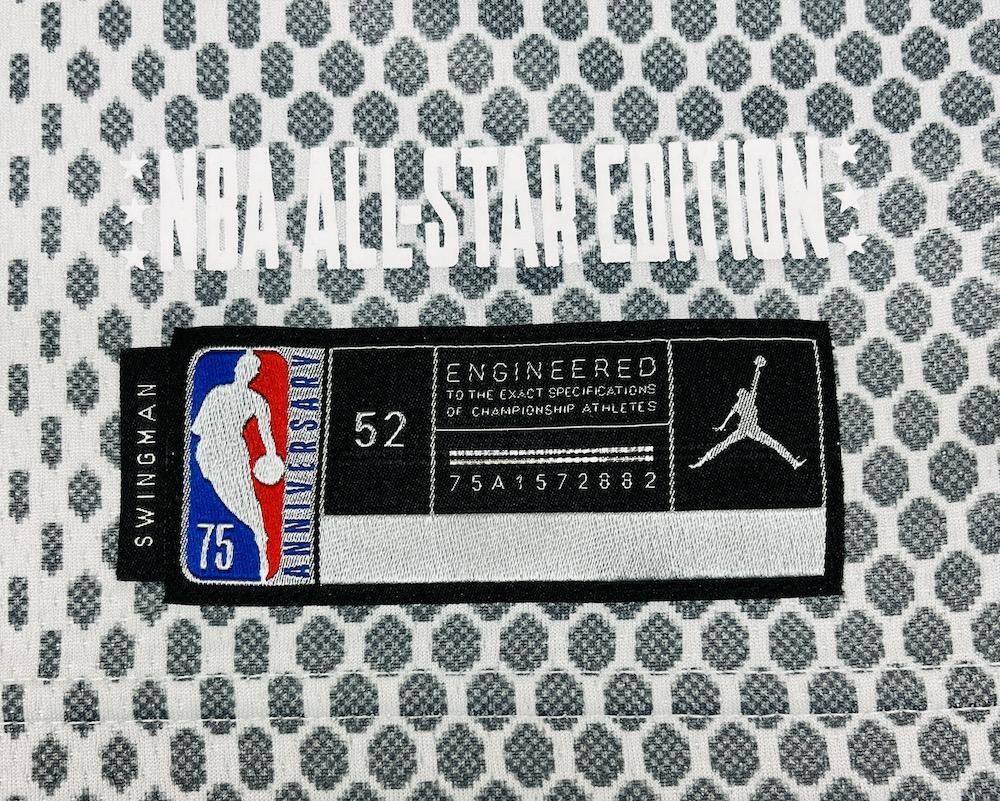 NBA ALL-STAR EDITION
SWINGMAN
75
ANNIVERSARY
52
ENGINEERED
TO THE EXACT SPECIFICATIONS
OF CHAMPIONSHIP ATHLETES
75A1572882